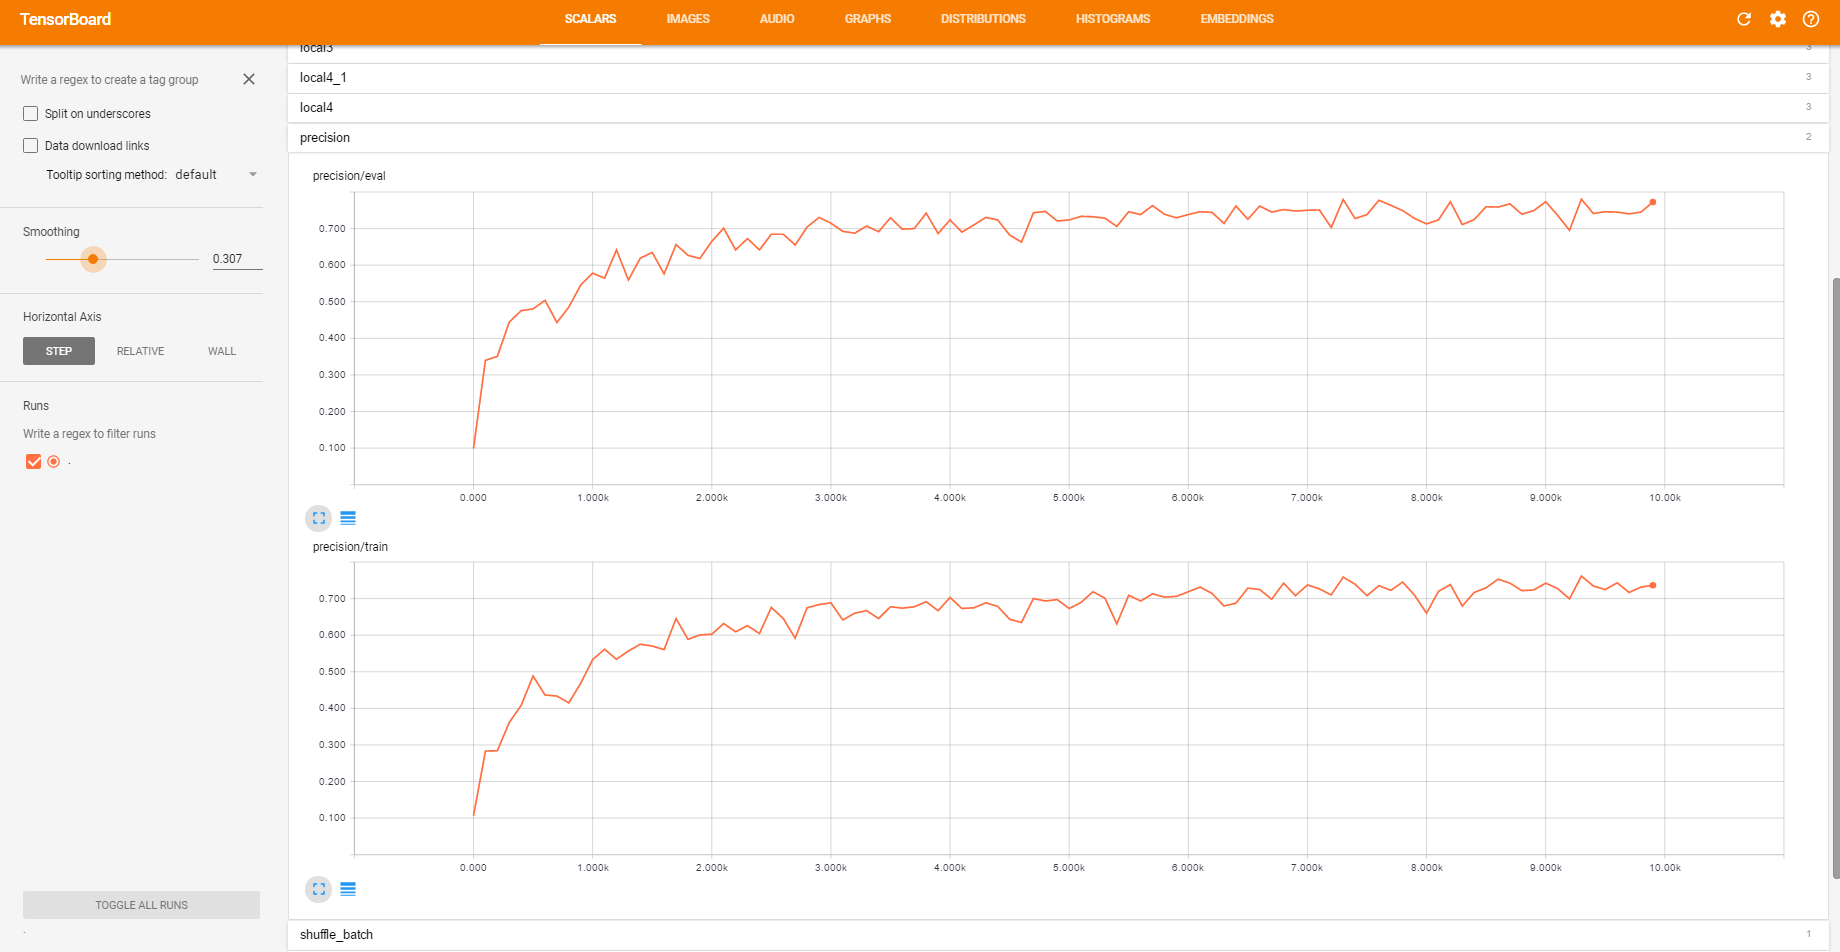 TensorBoard
SCALARS IMAGES AUDIO GRAPHS DISTRIBUTIONS HISTOGRAMS EMBEDDINGS
Write a regex to create a tag group
Split on underscores
Data download links
Tooltip sorting method: default
Smoothing
0.307
Horizontal Axis
STEP RELATIVE WALL
Runs
Write a regex to filter runs
.
TOGGLE ALL RUNS
.
local3 3
local4_1 3
local4 3
precision 2
precision/eval
0.700
0.600
0.500
0.400
0.300
0.200
0.100
0.000 1.000k 2.000k 3.000k 4.000k 5.000k 6.000k 7.000k 8.000k 9.000k 10.00k
precision/train
0.700
0.600
0.500
0.400
0.300
0.200
0.100
0.000 1.000k 2.000k 3.000k 4.000k 5.000k 6.000k 7.000k 8.000k 9.000k 10.00k
shuffle_batch 1